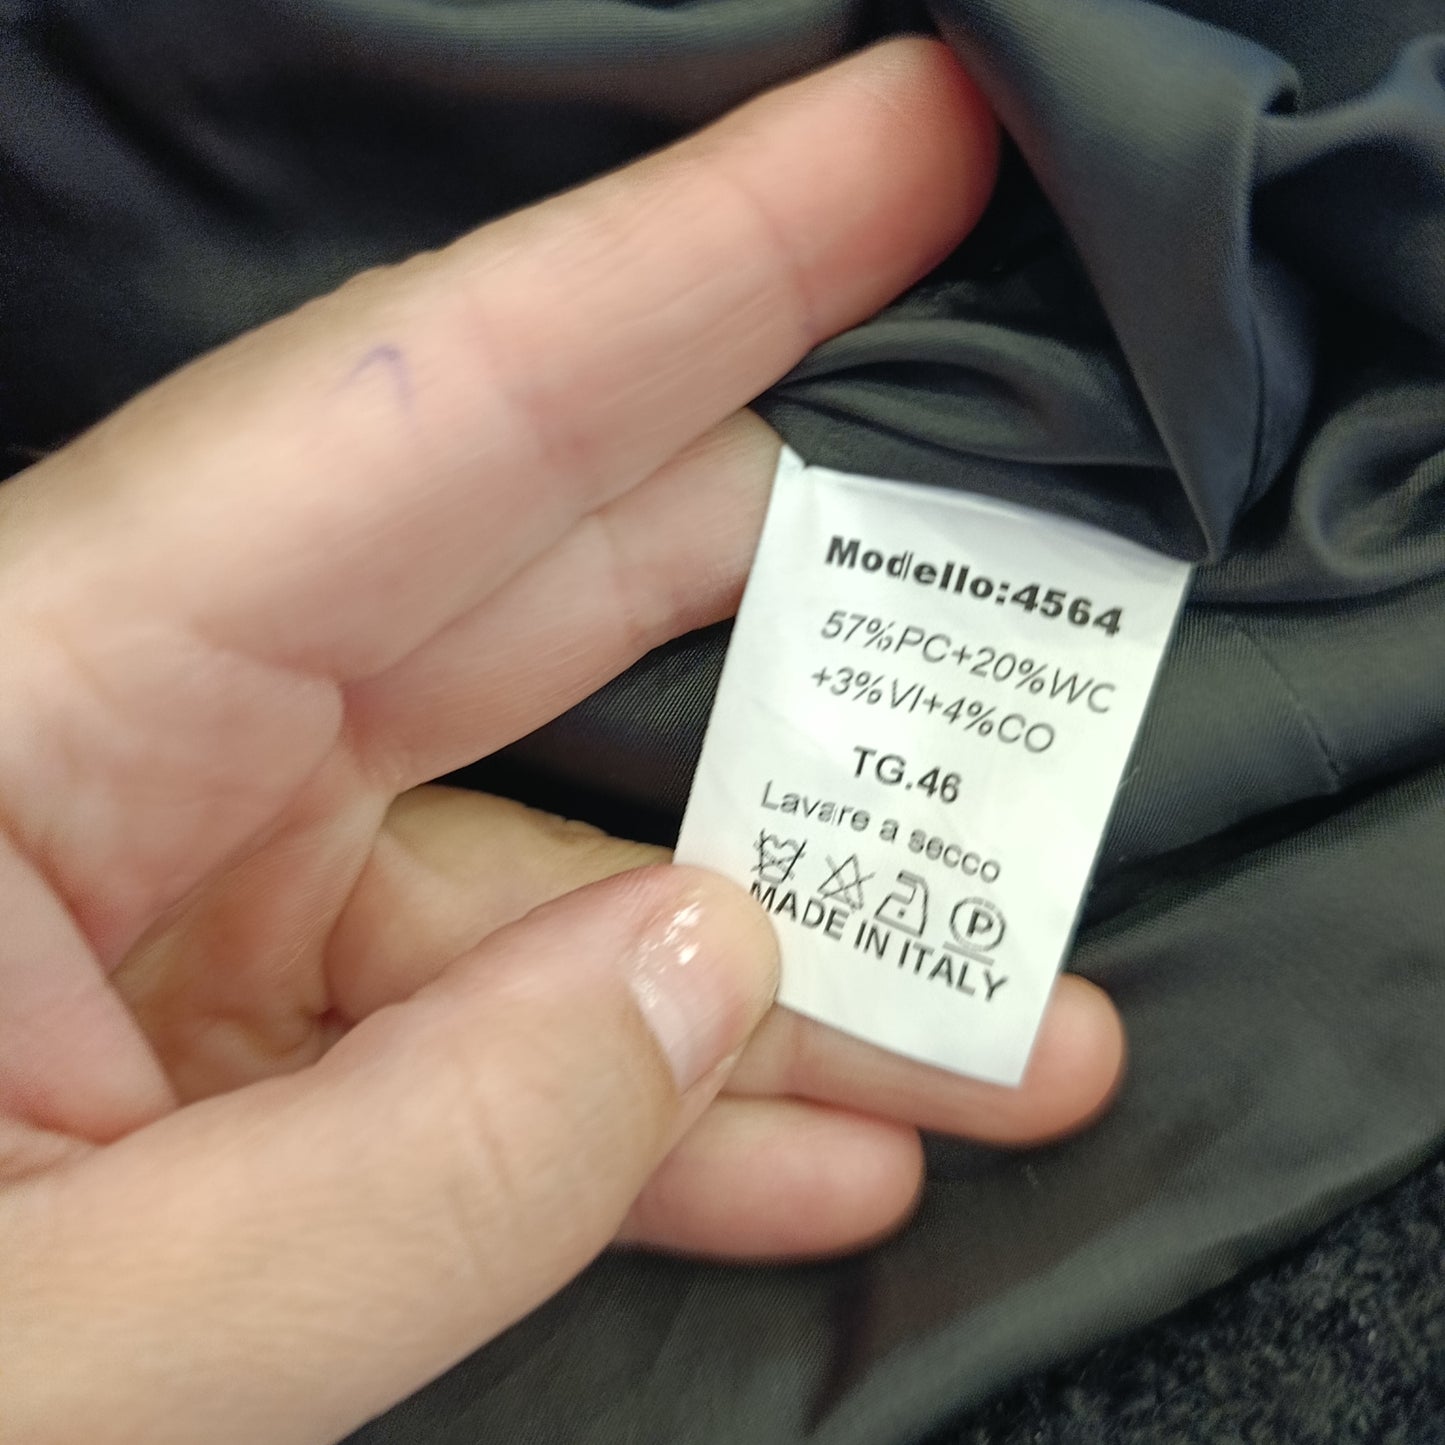 Modello:4564
57%PC+20%WC
+3%VI+4%CO
TG.46
Lavare a secco
P
MADE IN ITALY